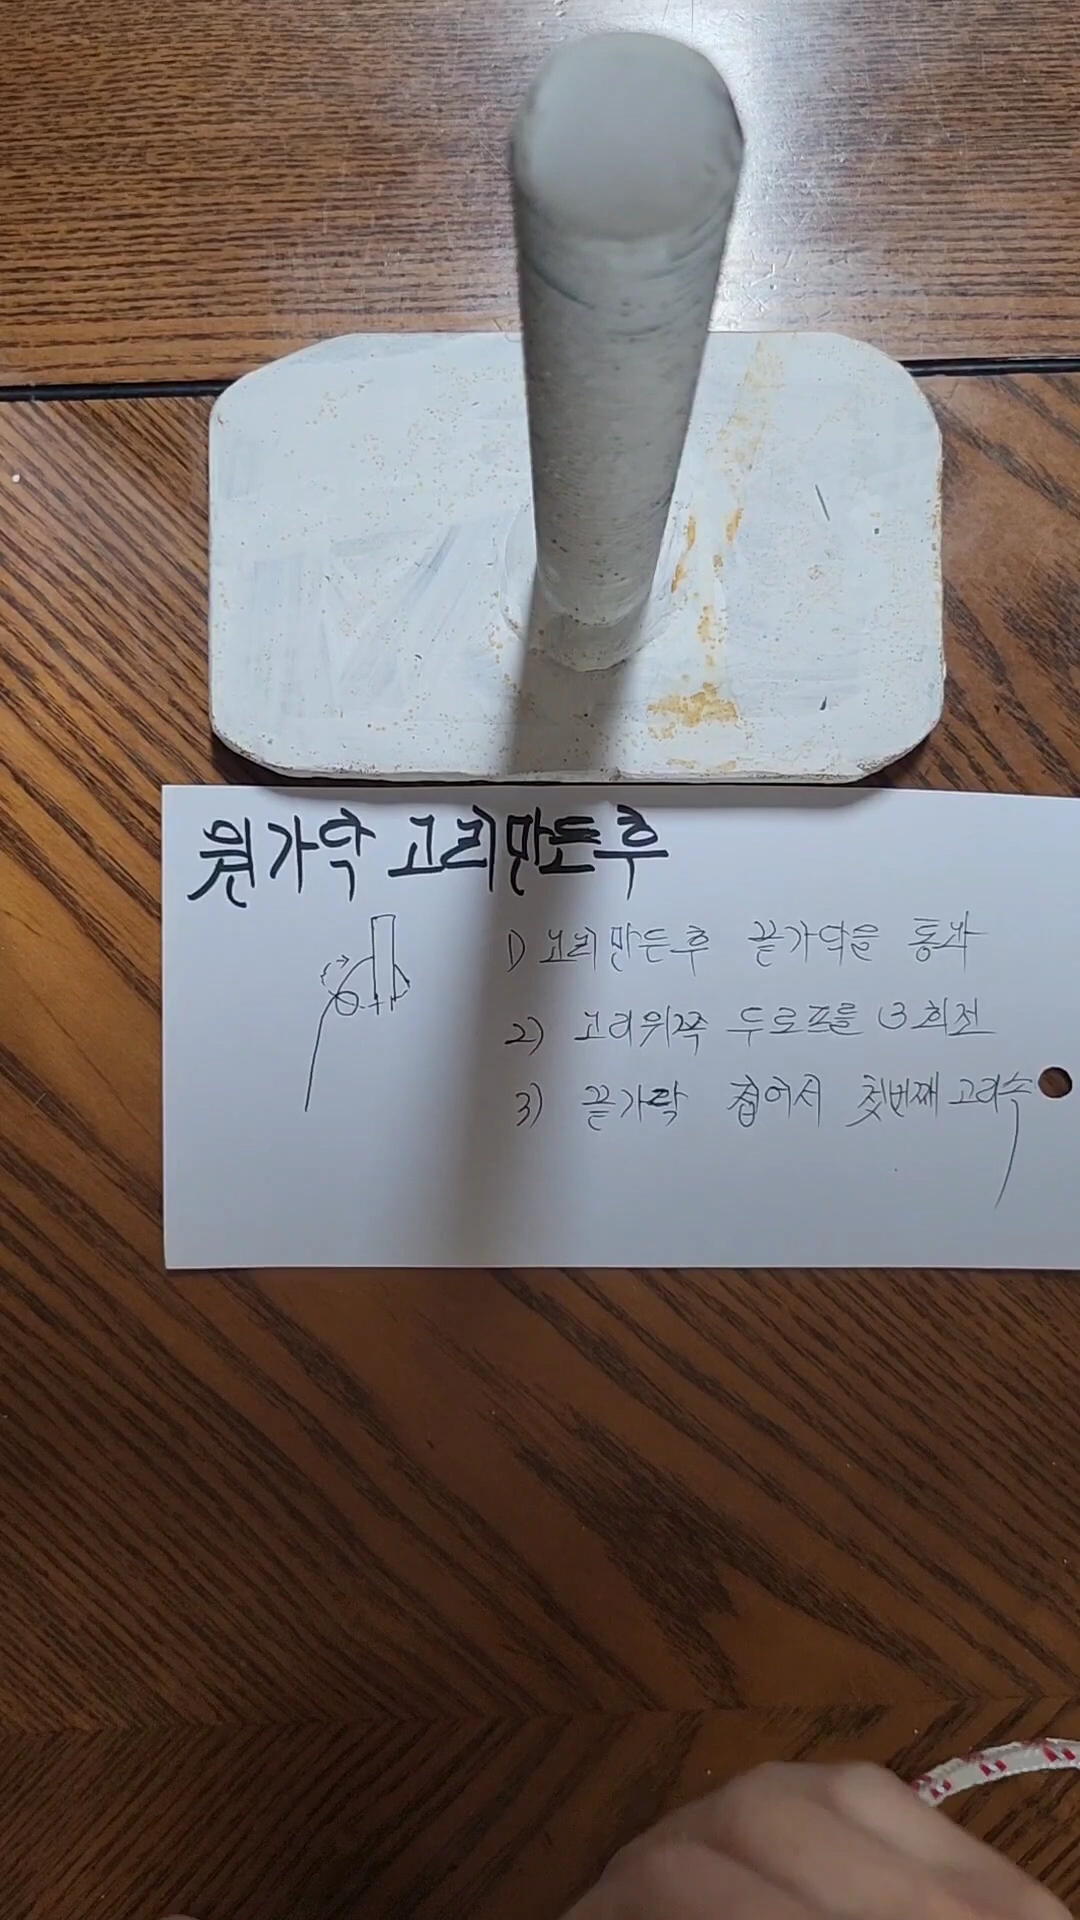 원가닥 고리만든후
1) 고리만든후 끝가닥을 통과
2) 고리위쪽 두로프를 3회전
3) 끝가락 접어서 첫번째 고리속